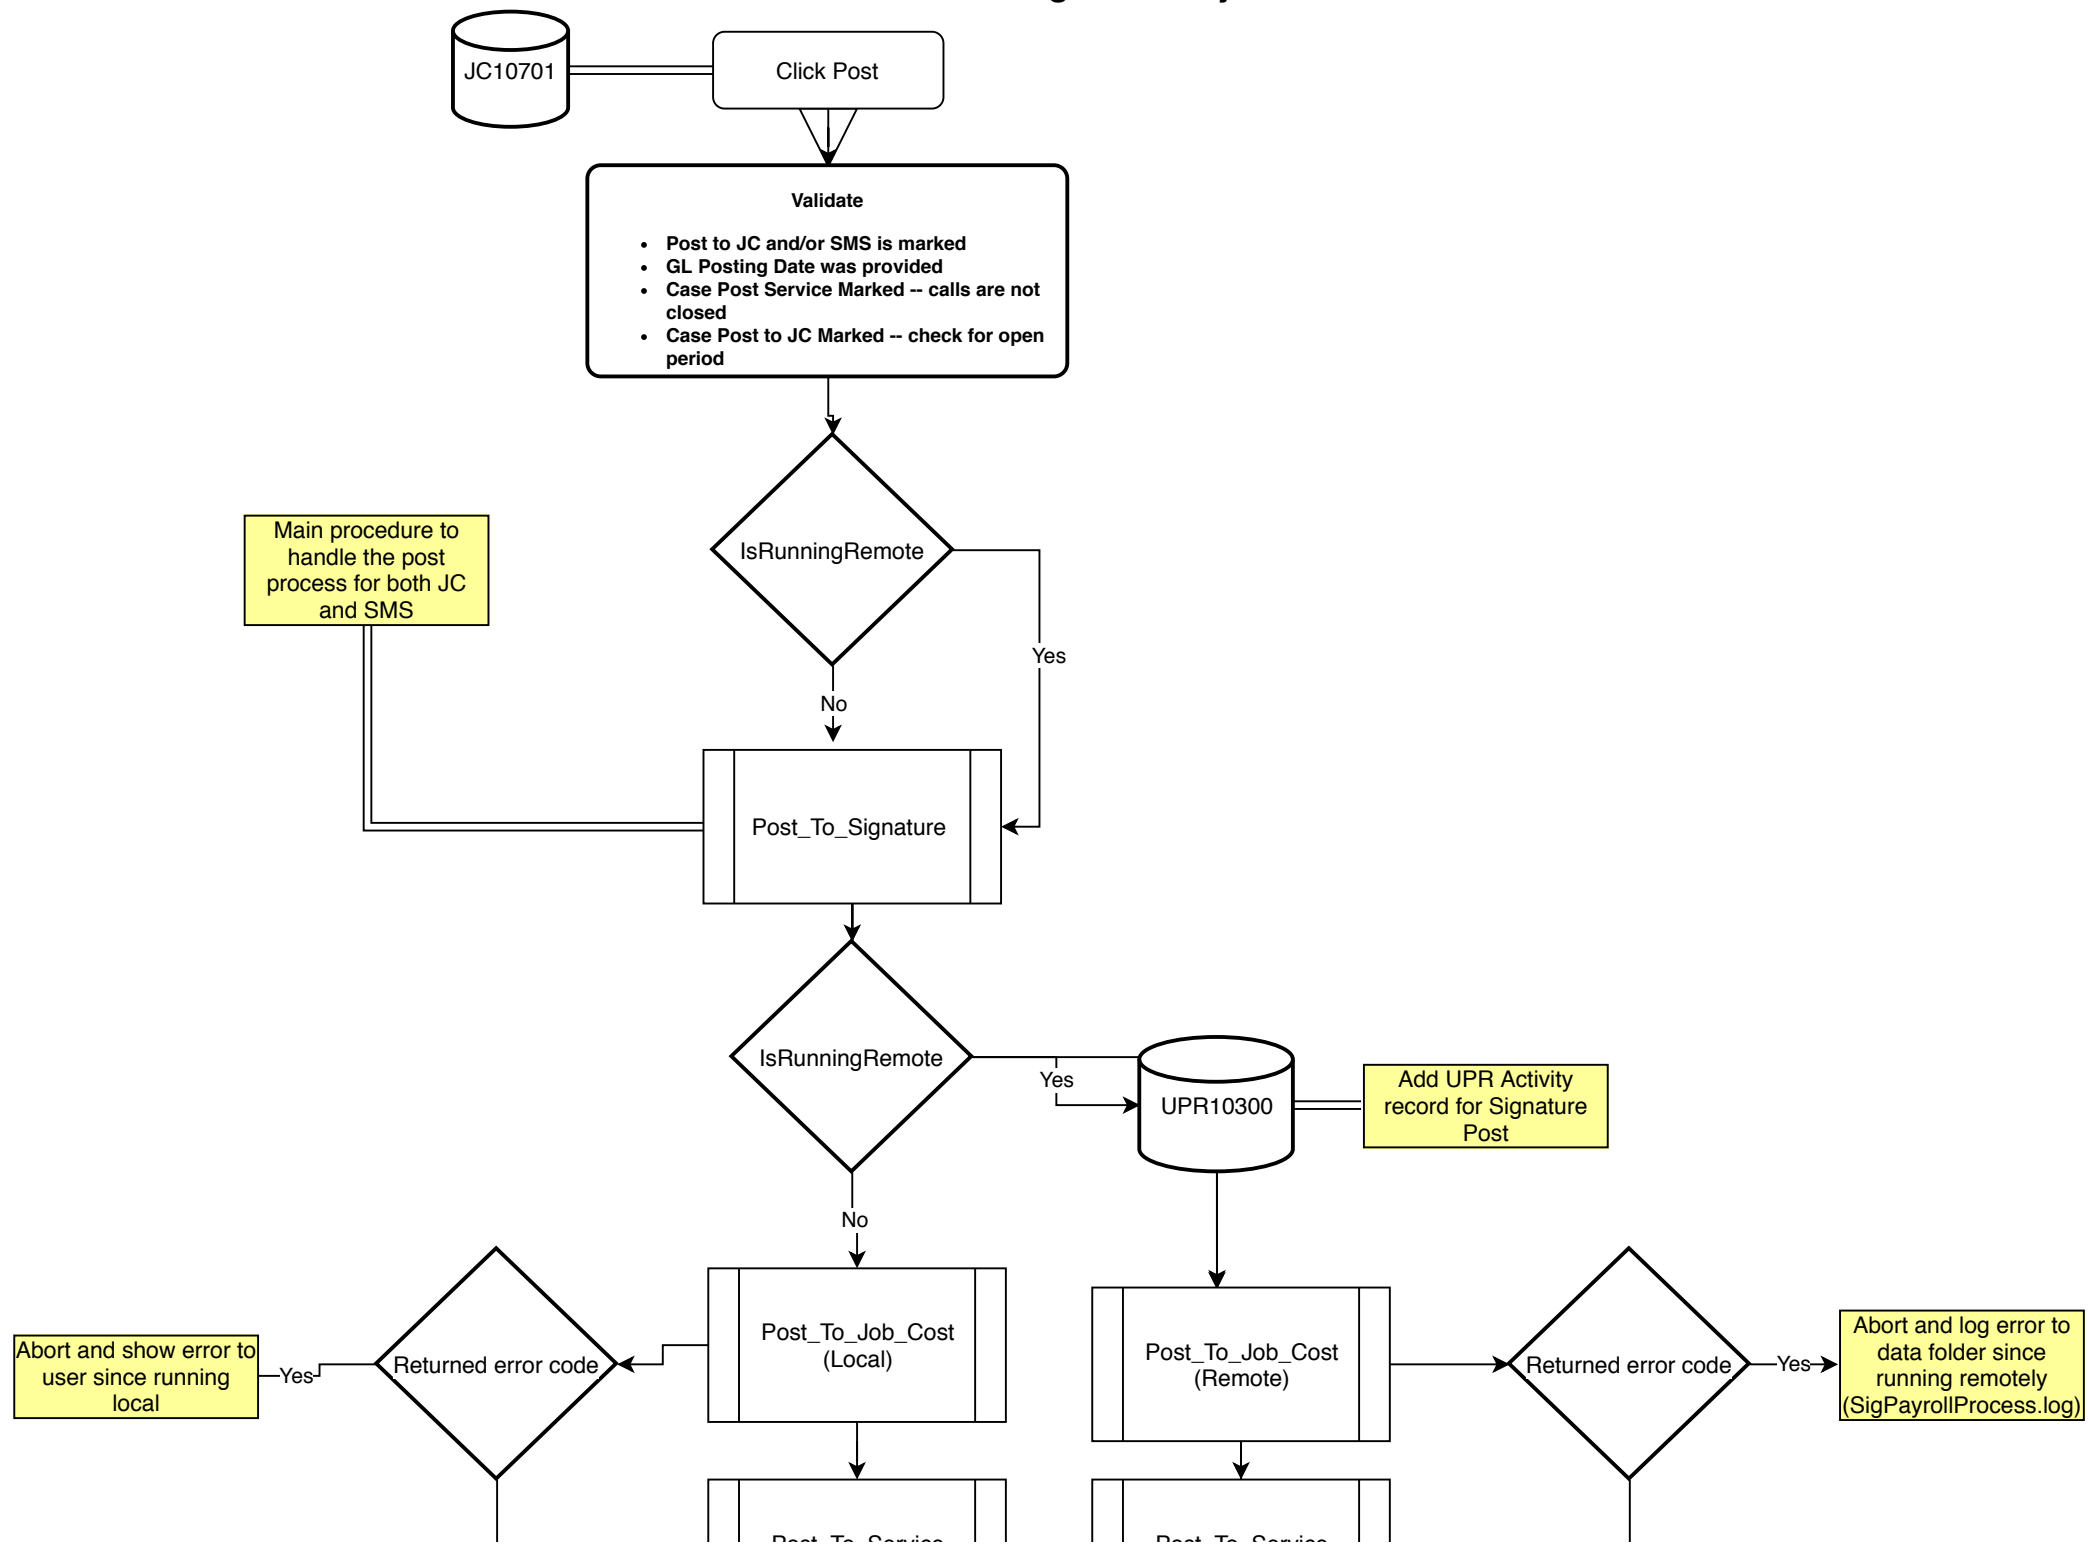 JC10701
Click Post
Validate
• Post to JC and/or SMS is marked
• GL Posting Date was provided
• Case Post Service Marked -- calls are not
closed
• Case Post to JC Marked -- check for open
period
IsRunningRemote
Main procedure to
handle the post
process for both JC
and SMS
Yes
No
Post_To_Signature
IsRunningRemote
Yes
UPR10300
Add UPR Activity
record for Signature
Post
No
Abort and show error to
user since running
local
Yes
Returned error code
Post_To_Job_Cost
(Local)
Post_To_Job_Cost
(Remote)
Returned error code
Yes
Abort and log error to
data folder since
running remotely
(SigPayrollProcess.log)
Post_To_Service
Post_To_Service